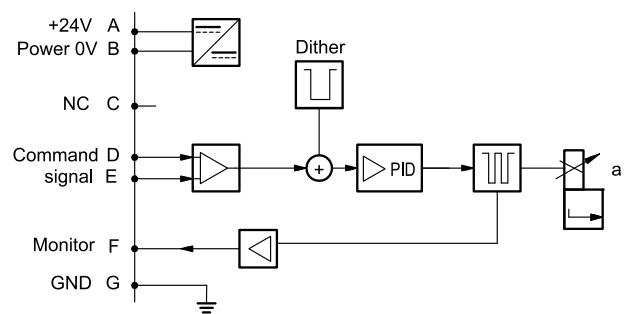 +24V A
Power 0V B
Dither
NC C
Command D
signal E
+
PID
a
Monitor F
GND G